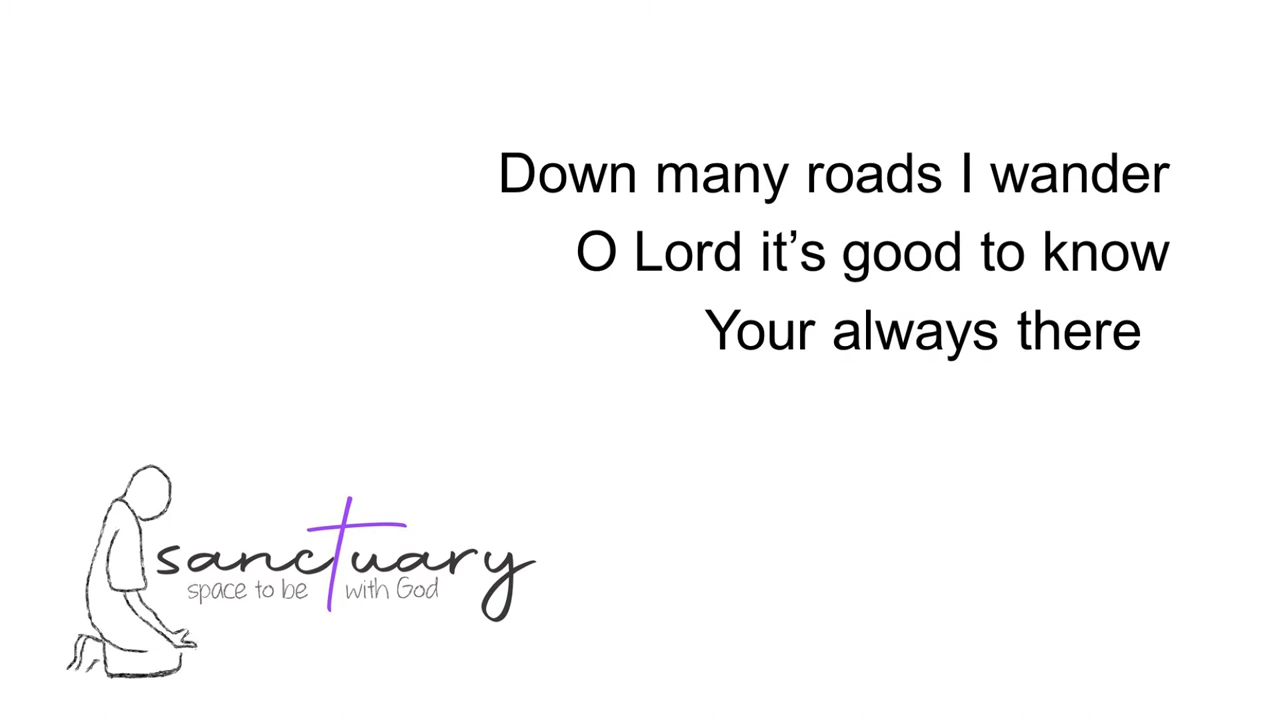 Down many roads I wander
O Lord it’s good to know
Your always there
sanctuary
space to be with God